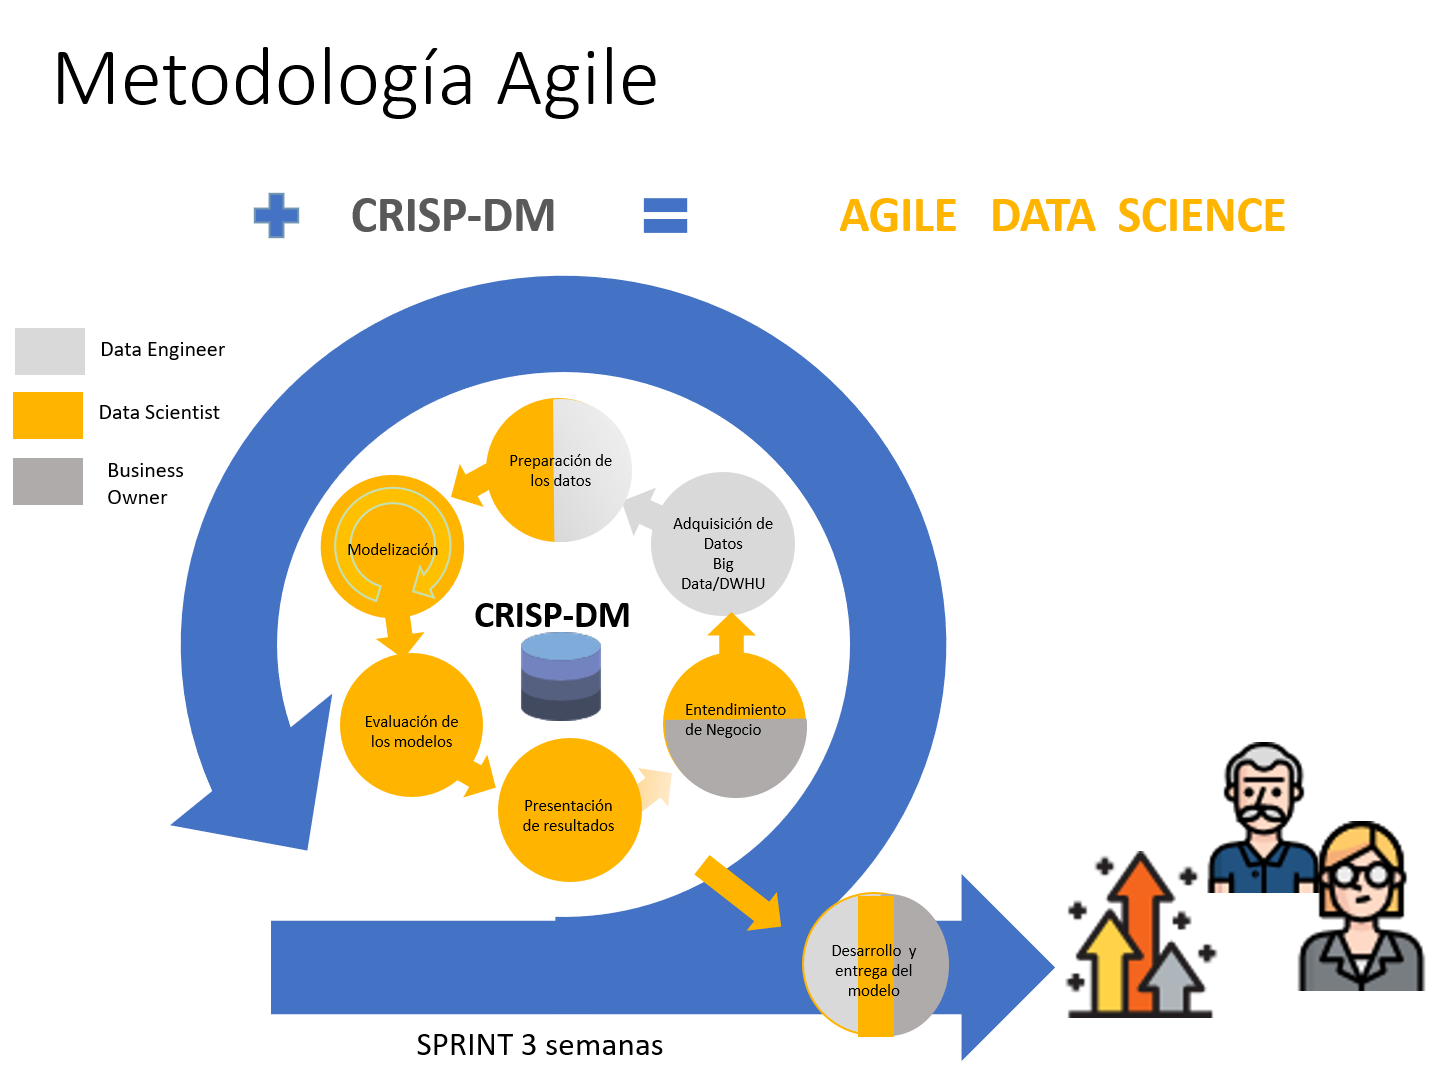 Metodología Agile
CRISP-DM
AGILE DATA SCIENCE
Data Engineer
Data Scientist
Business
Owner
Preparación de
los datos
Adquisición de
Datos
Big
Data/DWHU
Modelización
CRISP-DM
Evaluación de
los modelos
Entendimiento
de Negocio
Presentación
de resultados
Desarrollo y
entrega del
modelo
SPRINT 3 semanas